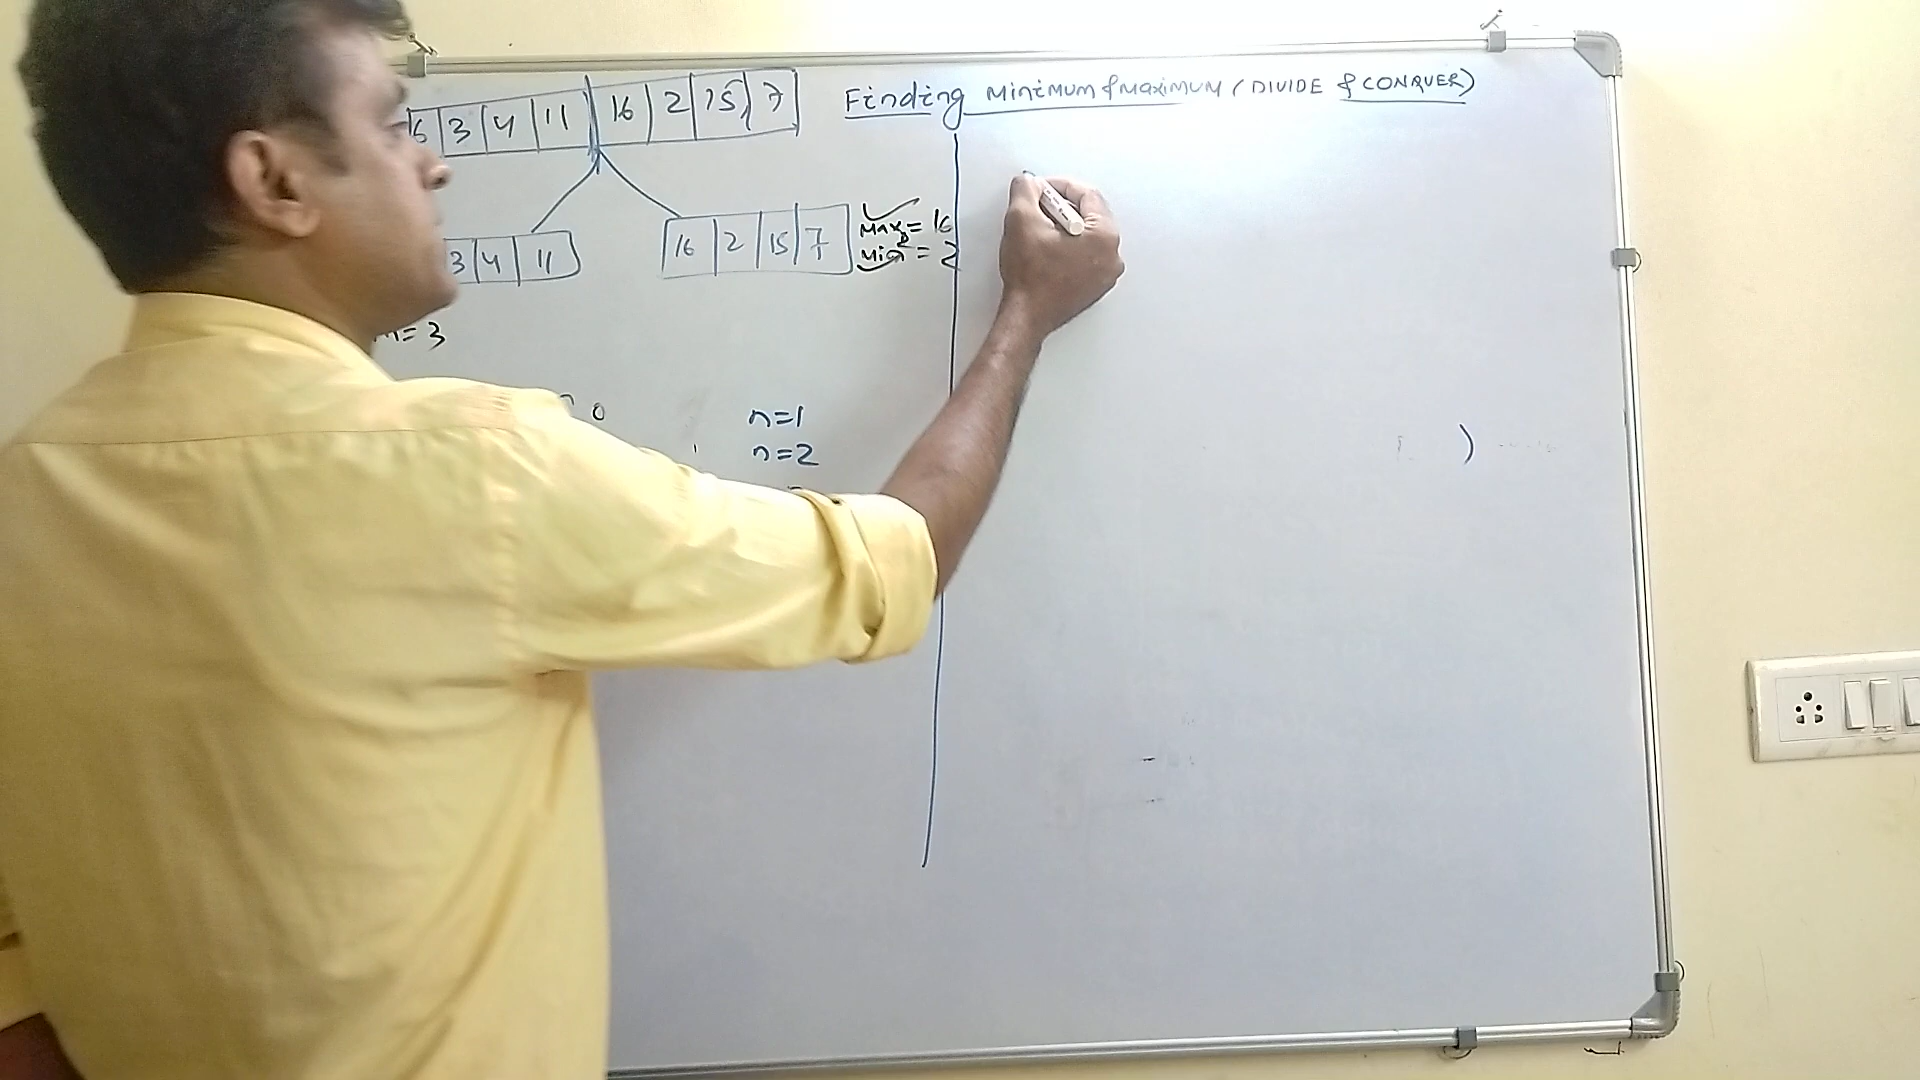 Finding MINIMUM & MAXIMUM (DIVIDE & CONQUER)
6 3 4 11 16 2 15 7
3 4 11
16 2 15 7
Max = 16
Min = 2
= 3
0 n=1
n=2
)